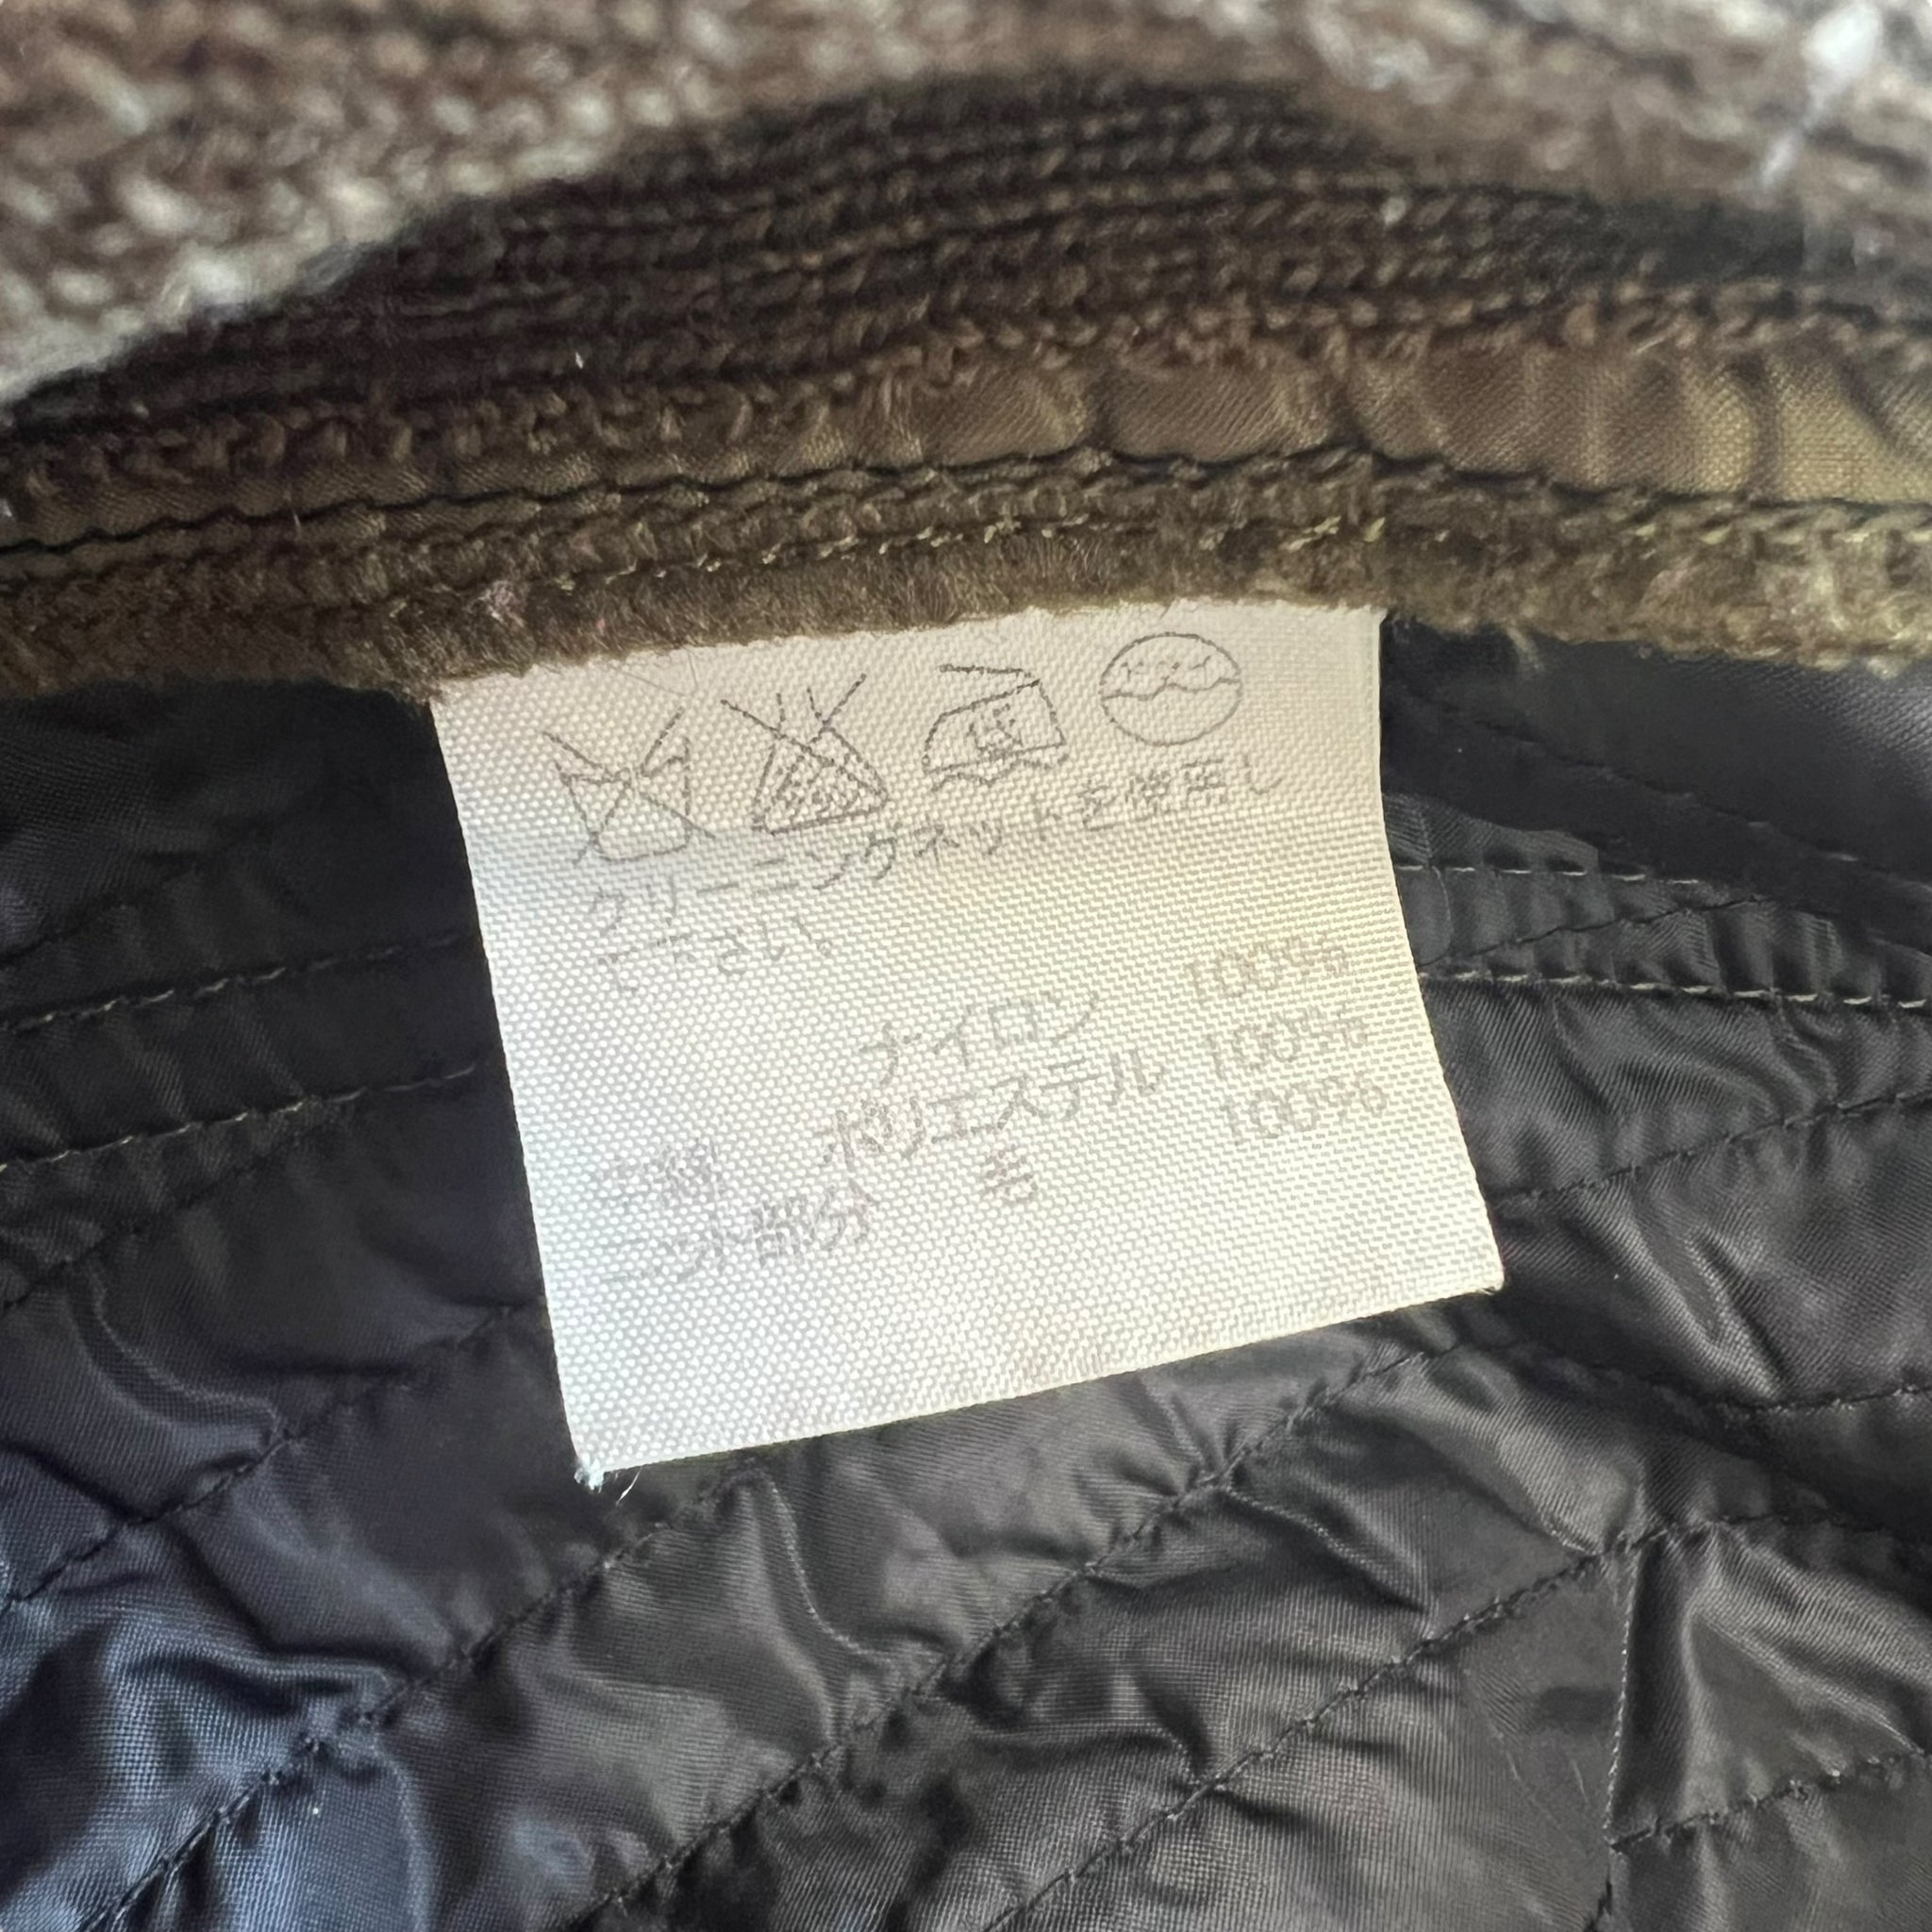 クリーニングネットを使用し
て下さい。
ナイロン 100%
ポリエステル 100%
ニット部分 毛 100%